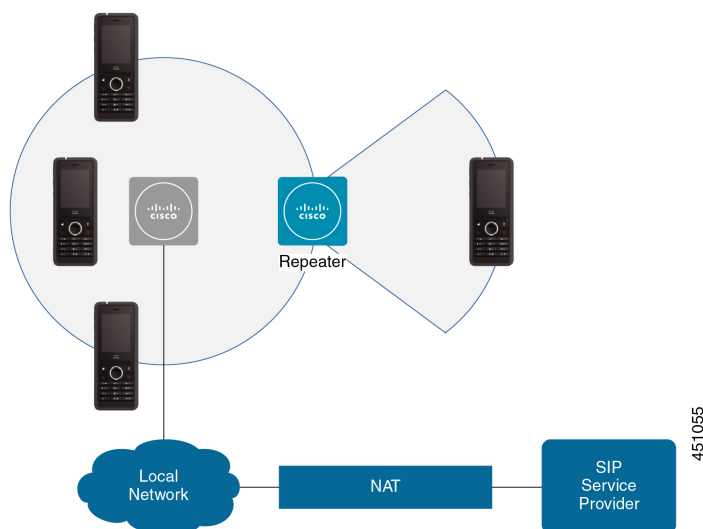 CISCO
CISCO
Repeater
Local
Network
NAT
SIP
Service
Provider
451055